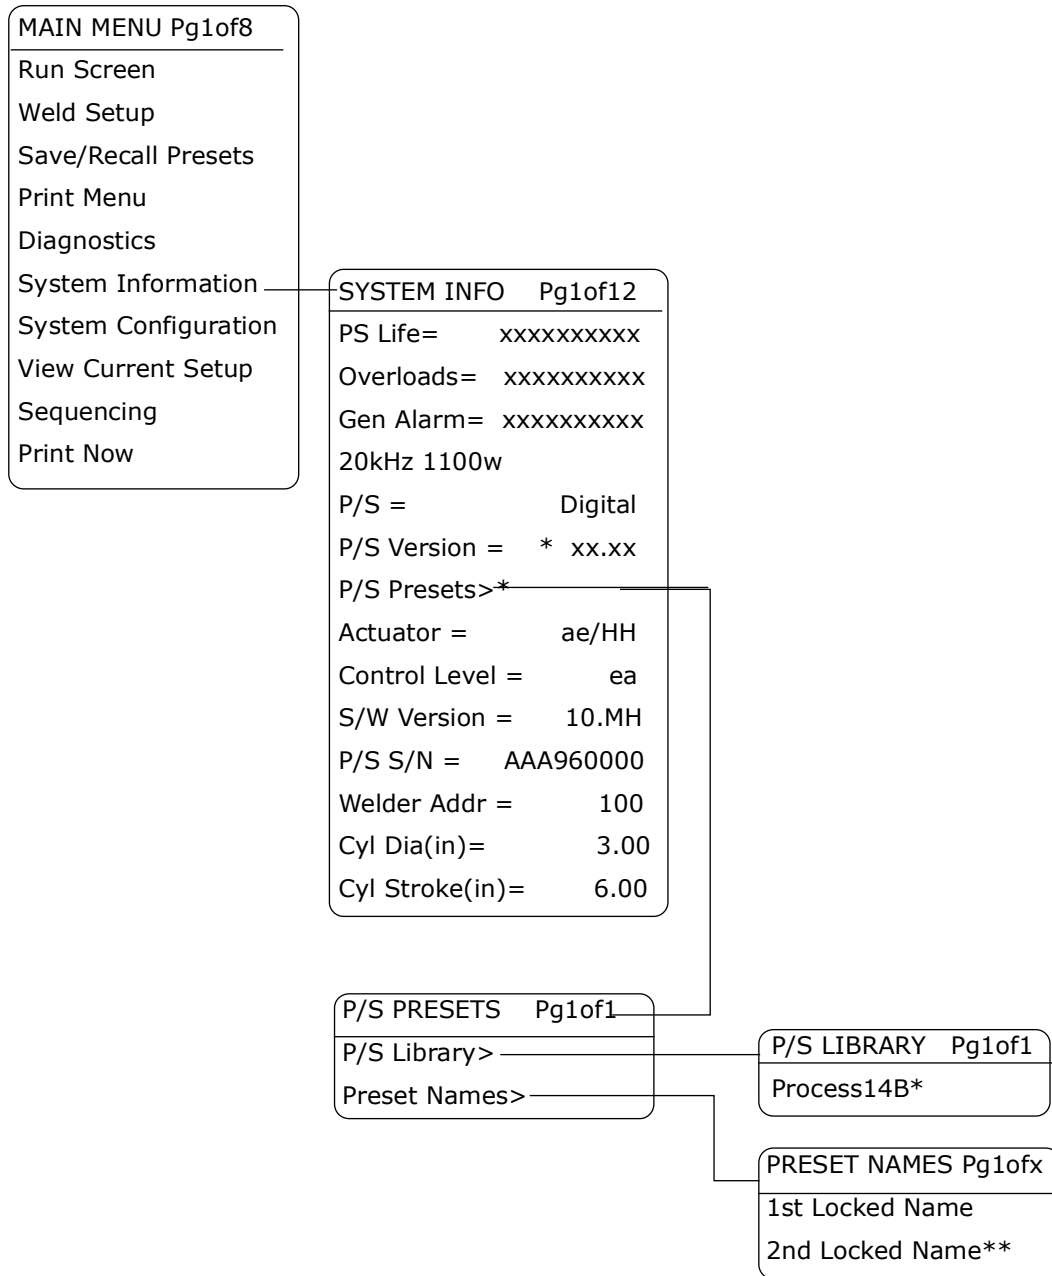 MAIN MENU Pg1of8
Run Screen
Weld Setup
Save/Recall Presets
Print Menu
Diagnostics
System Information
System Configuration
View Current Setup
Sequencing
Print Now
SYSTEM INFO Pg1of12
PS Life= xxxxxxxxxx
Overloads= xxxxxxxxxx
Gen Alarm= xxxxxxxxxx
20kHz 1100w
P/S = Digital
P/S Version = * xx.xx
P/S Presets>*
Actuator = ae/HH
Control Level = ea
S/W Version = 10.MH
P/S S/N = AAA960000
Welder Addr = 100
Cyl Dia(in)= 3.00
Cyl Stroke(in)= 6.00
P/S PRESETS Pg1of1
P/S Library>
Preset Names>
P/S LIBRARY Pg1of1
Process14B*
PRESET NAMES Pg1ofx
1st Locked Name
2nd Locked Name**